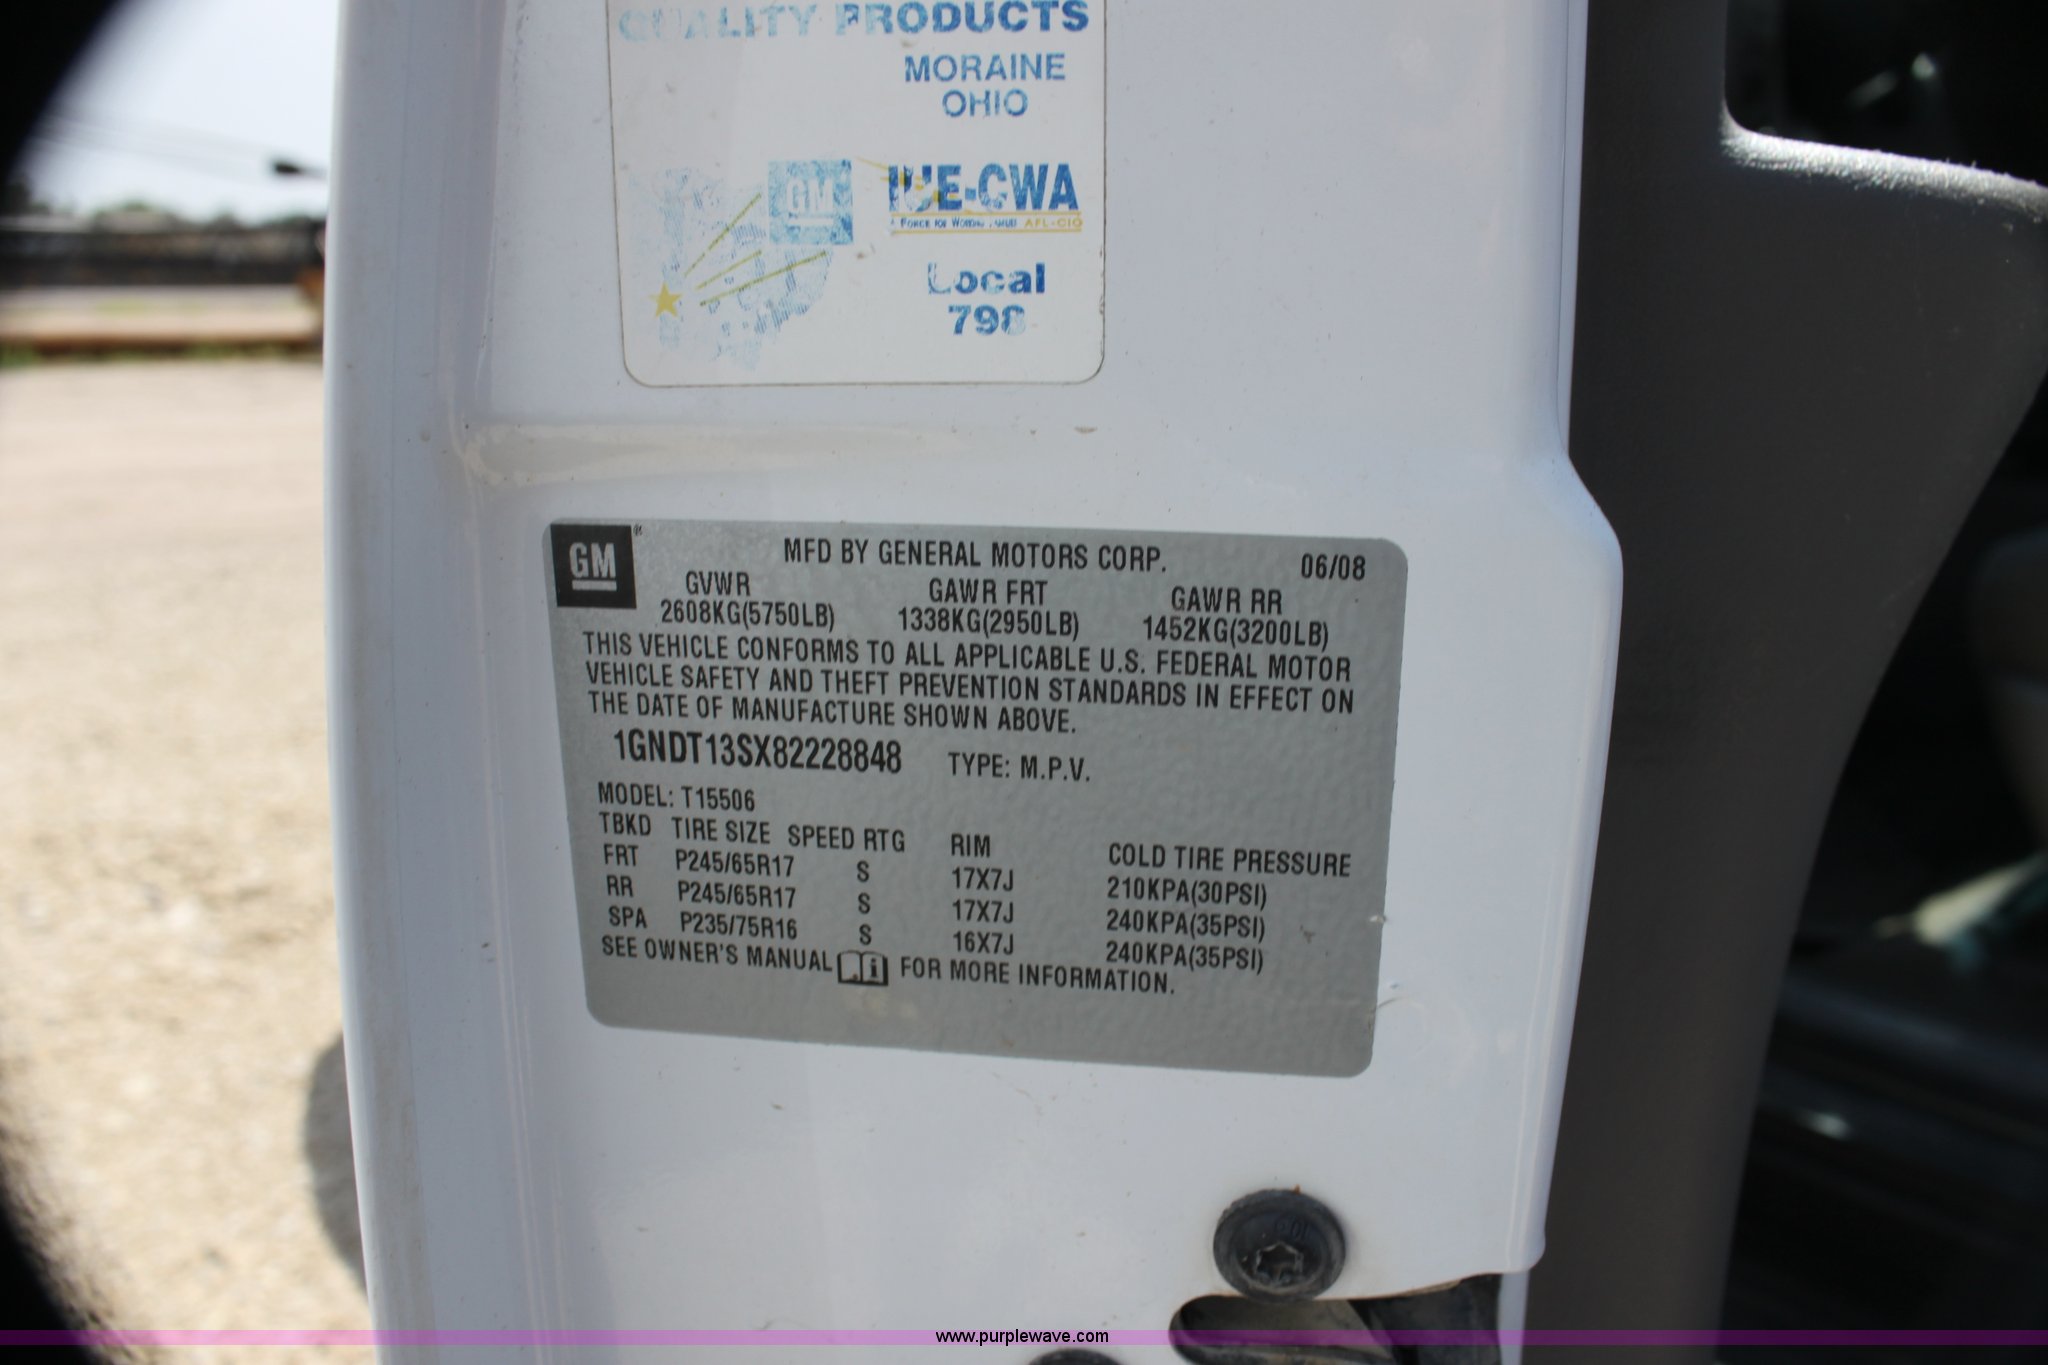 QUALITY PRODUCTS
MORAINE
OHIO
GM
IUE-CWA
FORCE FOR AFL-CIO
Local
798
GM
MFD BY GENERAL MOTORS CORP. 06/08
GVWR GAWR FRT GAWR RR
2608KG(5750LB) 1338KG(2950LB) 1452KG(3200LB)
THIS VEHICLE CONFORMS TO ALL APPLICABLE U.S. FEDERAL MOTOR
VEHICLE SAFETY AND THEFT PREVENTION STANDARDS IN EFFECT ON
THE DATE OF MANUFACTURE SHOWN ABOVE.
1GNDT13SX82228848 TYPE: M.P.V.
MODEL: T15506
TBKD TIRE SIZE SPEED RTG RIM COLD TIRE PRESSURE
FRT P245/65R17 S 17X7J 210KPA(30PSI)
RR P245/65R17 S 17X7J 240KPA(35PSI)
SPA P235/75R16 S 16X7J 240KPA(35PSI)
SEE OWNER'S MANUAL FOR MORE INFORMATION.
www.purplewave.com